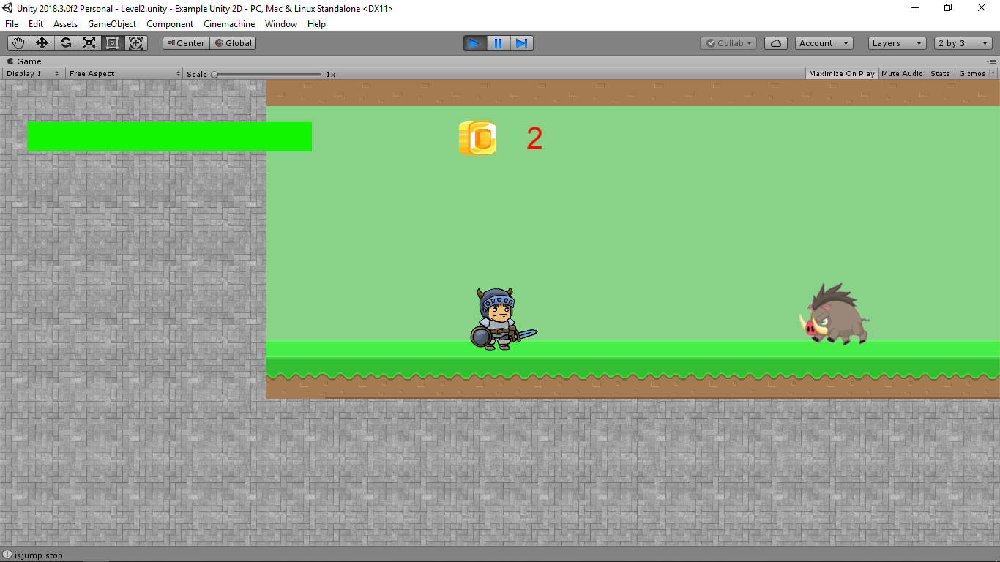 Unity 2018.3.0f2 Personal - Level2.unity - Example Unity 2D - PC, Mac & Linux Standalone <DX11>
File Edit Assets GameObject Component Cinemachine Window Help
Center Global Collab Account Layers 2 by 3
Game
Display 1 Free Aspect Scale 1x Maximize On Play Mute Audio Stats Gizmos
2
isjump stop